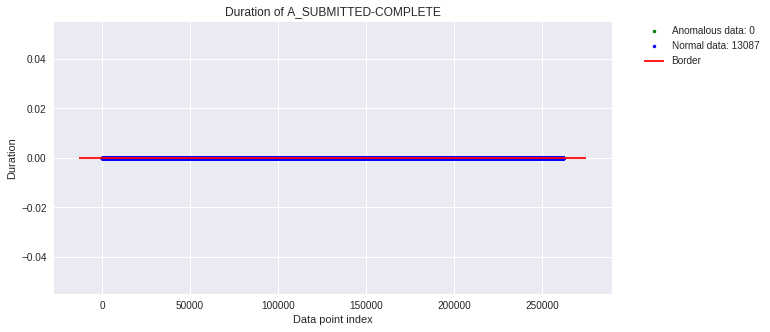 Duration of A_SUBMITTED-COMPLETE
Anomalous data: 0
Normal data: 13087
Border
0.04
0.02
0.00
−0.02
−0.04
Duration
0 50000 100000 150000 200000 250000
Data point index